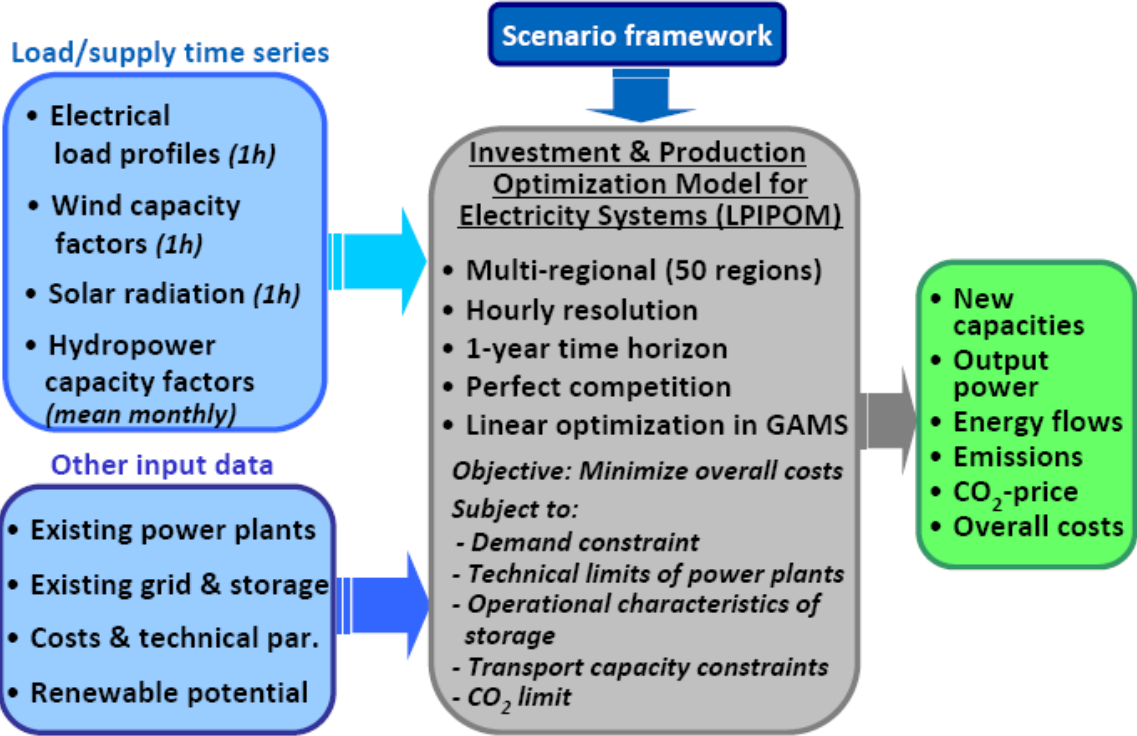 Scenario framework
Load/supply time series
• Electrical
load profiles (1h)
• Wind capacity
factors (1h)
• Solar radiation (1h)
• Hydropower
capacity factors
(mean monthly)
Other input data
• Existing power plants
• Existing grid & storage
• Costs & technical par.
• Renewable potential
Investment & Production
Optimization Model for
Electricity Systems (LPIPOM)
• Multi-regional (50 regions)
• Hourly resolution
• 1-year time horizon
• Perfect competition
• Linear optimization in GAMS
Objective: Minimize overall costs
Subject to:
- Demand constraint
- Technical limits of power plants
- Operational characteristics of
storage
- Transport capacity constraints
- CO₂ limit
• New
capacities
• Output
power
• Energy flows
• Emissions
• CO₂-price
• Overall costs